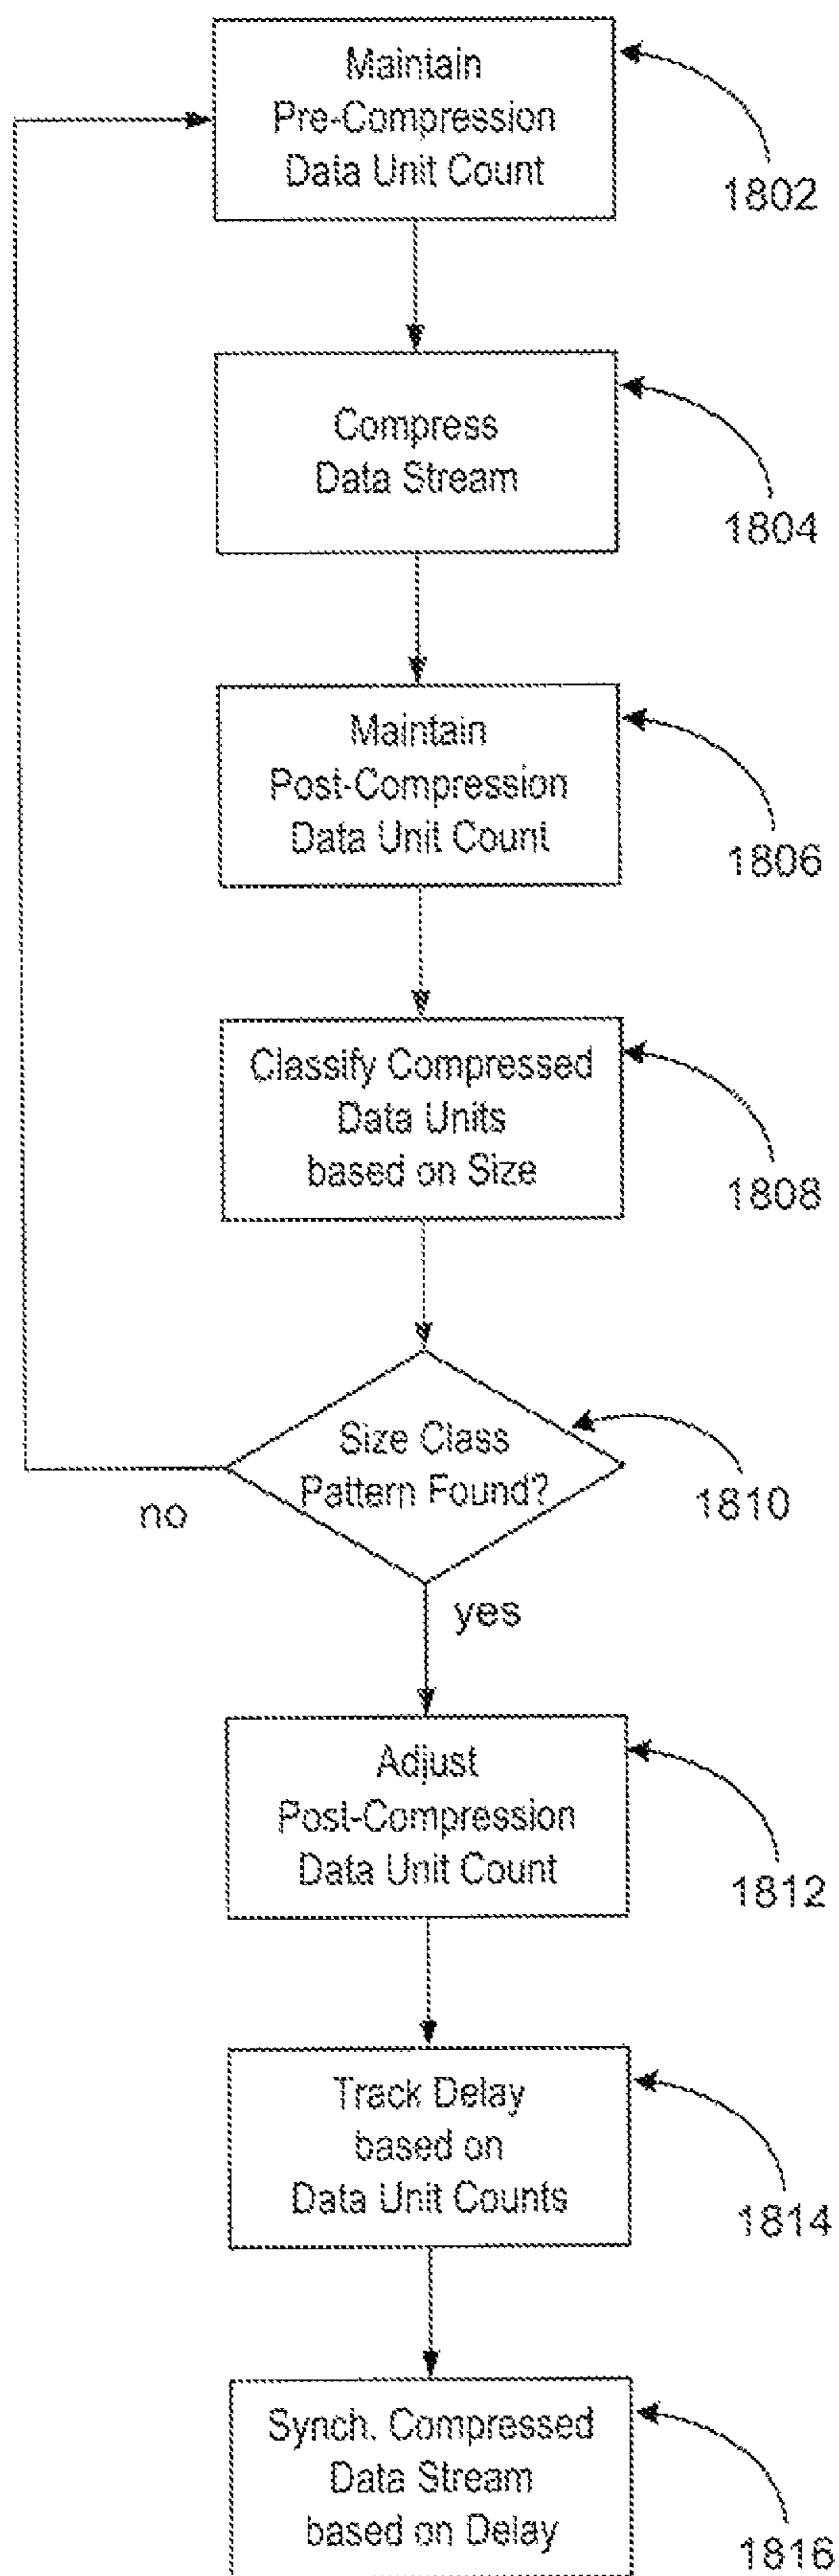 Maintain
Pre-Compression
Data Unit Count
1802
Compress
Data Stream
1804
Maintain
Post-Compression
Data Unit Count
1806
Classify Compressed
Data Units
based on Size
1808
Size Class
Pattern Found?
1810
no
yes
Adjust
Post-Compression
Data Unit Count
1812
Track Delay
based on
Data Unit Counts
1814
Synch. Compressed
Data Stream
based on Delay
1816